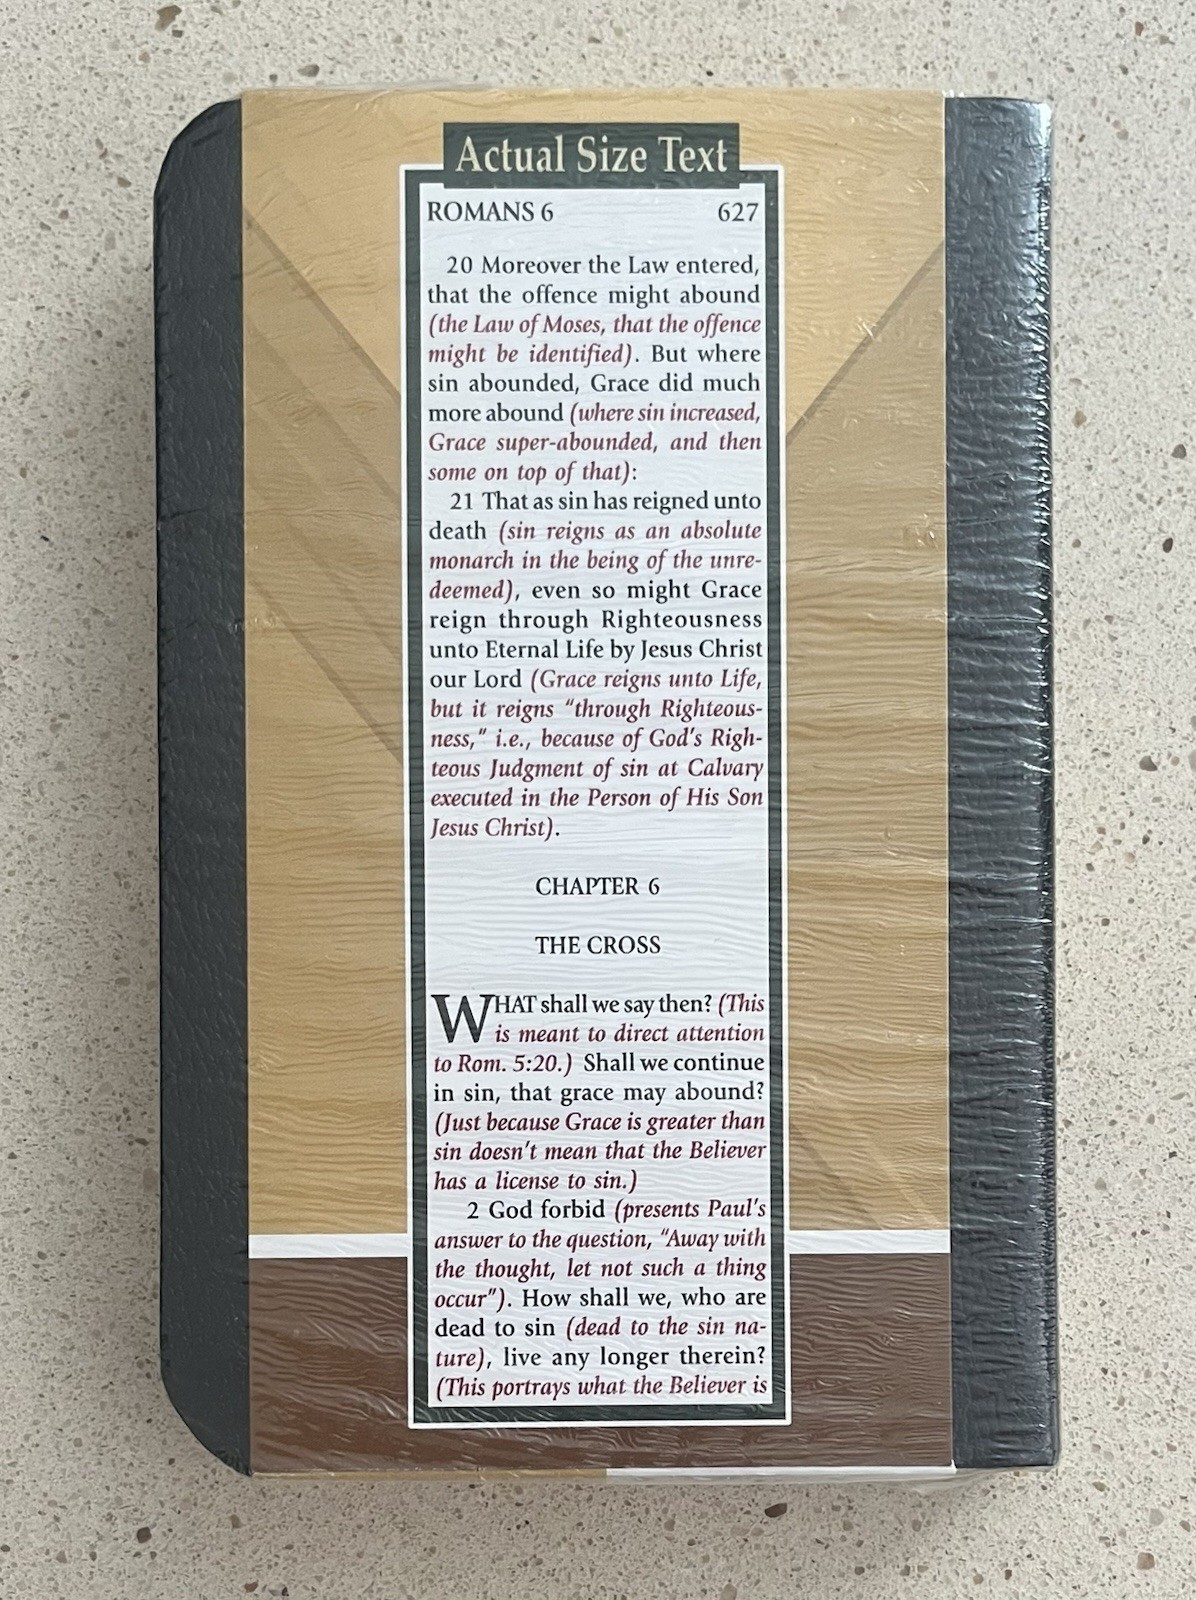 Actual Size Text
ROMANS 6 627
20 Moreover the Law entered,
that the offence might abound
(the Law of Moses, that the offence
might be identified). But where
sin abounded, Grace did much
more abound (where sin increased,
Grace super-abounded, and then
some on top of that):
21 That as sin has reigned unto
death (sin reigns as an absolute
monarch in the being of the unre-
deemed), even so might Grace
reign through Righteousness
unto Eternal Life by Jesus Christ
our Lord (Grace reigns unto Life,
but it reigns “through Righteous-
ness,” i.e., because of God’s Righ-
teous Judgment of sin at Calvary
executed in the Person of His Son
Jesus Christ).
CHAPTER 6
THE CROSS
WHAT shall we say then? (This
is meant to direct attention
to Rom. 5:20.) Shall we continue
in sin, that grace may abound?
(Just because Grace is greater than
sin doesn’t mean that the Believer
has a license to sin.)
2 God forbid (presents Paul’s
answer to the question, “Away with
the thought, let not such a thing
occur”). How shall we, who are
dead to sin (dead to the sin na-
ture), live any longer therein?
(This portrays what the Believer is